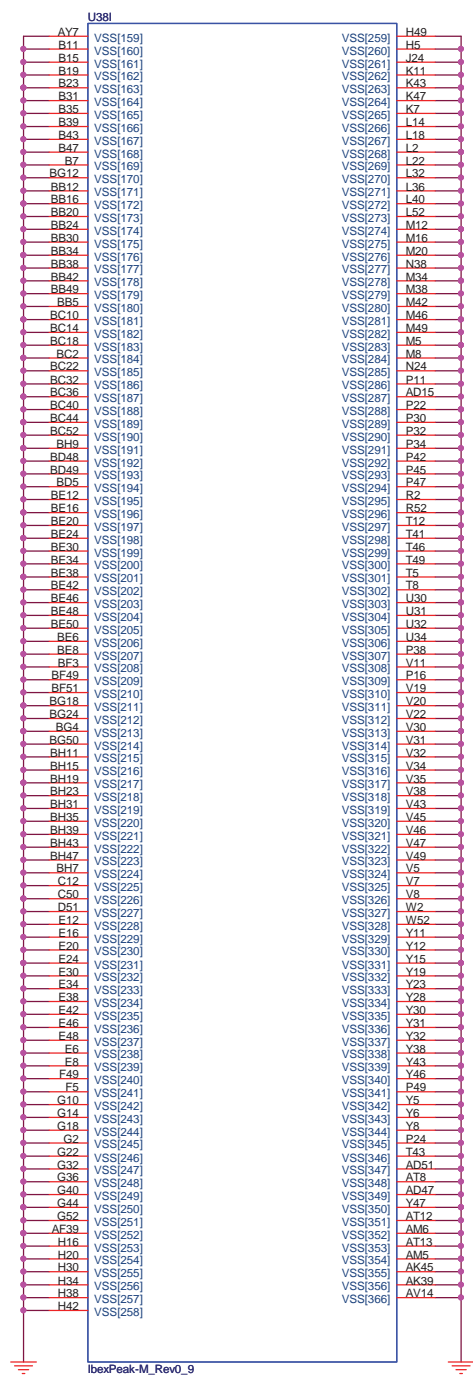 U38I
AY7 VSS[159] VSS[259] H49
B11 VSS[160] VSS[260] H5
B15 VSS[161] VSS[261] J24
B19 VSS[162] VSS[262] K11
B23 VSS[163] VSS[263] K43
B31 VSS[164] VSS[264] K47
B35 VSS[165] VSS[265] K7
B39 VSS[166] VSS[266] L14
B43 VSS[167] VSS[267] L18
B47 VSS[168] VSS[268] L2
B7 VSS[169] VSS[269] L22
BG12 VSS[170] VSS[270] L32
BB12 VSS[171] VSS[271] L36
BB16 VSS[172] VSS[272] L40
BB20 VSS[173] VSS[273] L52
BB24 VSS[174] VSS[274] M12
BB30 VSS[175] VSS[275] M16
BB34 VSS[176] VSS[276] M20
BB38 VSS[177] VSS[277] N38
BB42 VSS[178] VSS[278] M34
BB49 VSS[179] VSS[279] M38
BB5 VSS[180] VSS[280] M42
BC10 VSS[181] VSS[281] M46
BC14 VSS[182] VSS[282] M49
BC18 VSS[183] VSS[283] M5
BC2 VSS[184] VSS[284] M8
BC22 VSS[185] VSS[285] N24
BC32 VSS[186] VSS[286] P11
BC36 VSS[187] VSS[287] AD15
BC40 VSS[188] VSS[288] P22
BC44 VSS[189] VSS[289] P30
BC52 VSS[190] VSS[290] P32
BH9 VSS[191] VSS[291] P34
BD48 VSS[192] VSS[292] P42
BD49 VSS[193] VSS[293] P45
BD5 VSS[194] VSS[294] P47
BE12 VSS[195] VSS[295] R2
BE16 VSS[196] VSS[296] R52
BE20 VSS[197] VSS[297] T12
BE24 VSS[198] VSS[298] T41
BE30 VSS[199] VSS[299] T46
BE34 VSS[200] VSS[300] T49
BE38 VSS[201] VSS[301] T5
BE42 VSS[202] VSS[302] T8
BE46 VSS[203] VSS[303] U30
BE48 VSS[204] VSS[304] U31
BE50 VSS[205] VSS[305] U32
BE6 VSS[206] VSS[306] U34
BE8 VSS[207] VSS[307] P38
BF3 VSS[208] VSS[308] V11
BF49 VSS[209] VSS[309] P16
BF51 VSS[210] VSS[310] V19
BG18 VSS[211] VSS[311] V20
BG24 VSS[212] VSS[312] V22
BG4 VSS[213] VSS[313] V30
BG50 VSS[214] VSS[314] V31
BH11 VSS[215] VSS[315] V32
BH15 VSS[216] VSS[316] V34
BH19 VSS[217] VSS[317] V35
BH23 VSS[218] VSS[318] V38
BH31 VSS[219] VSS[319] V43
BH35 VSS[220] VSS[320] V45
BH39 VSS[221] VSS[321] V46
BH43 VSS[222] VSS[322] V47
BH47 VSS[223] VSS[323] V49
BH7 VSS[224] VSS[324] V5
C12 VSS[225] VSS[325] V7
C50 VSS[226] VSS[326] V8
D51 VSS[227] VSS[327] W2
E12 VSS[228] VSS[328] W52
E16 VSS[229] VSS[329] Y11
E20 VSS[230] VSS[330] Y12
E24 VSS[231] VSS[331] Y15
E30 VSS[232] VSS[332] Y19
E34 VSS[233] VSS[333] Y23
E38 VSS[234] VSS[334] Y28
E42 VSS[235] VSS[335] Y30
E46 VSS[236] VSS[336] Y31
E48 VSS[237] VSS[337] Y32
E6 VSS[238] VSS[338] Y38
E8 VSS[239] VSS[339] Y43
F49 VSS[240] VSS[340] Y46
F5 VSS[241] VSS[341] P49
G10 VSS[242] VSS[342] Y5
G14 VSS[243] VSS[343] Y6
G18 VSS[244] VSS[344] Y8
G2 VSS[245] VSS[345] P24
G22 VSS[246] VSS[346] T43
G32 VSS[247] VSS[347] AD51
G36 VSS[248] VSS[348] AT8
G40 VSS[249] VSS[349] AD47
G44 VSS[250] VSS[350] Y47
G52 VSS[251] VSS[351] AT12
AF39 VSS[252] VSS[352] AM6
H16 VSS[253] VSS[353] AT13
H20 VSS[254] VSS[354] AM5
H30 VSS[255] VSS[355] AK45
H34 VSS[256] VSS[356] AK39
H38 VSS[257] VSS[366] AV14
H42 VSS[258]
IbexPeak-M_Rev0_9